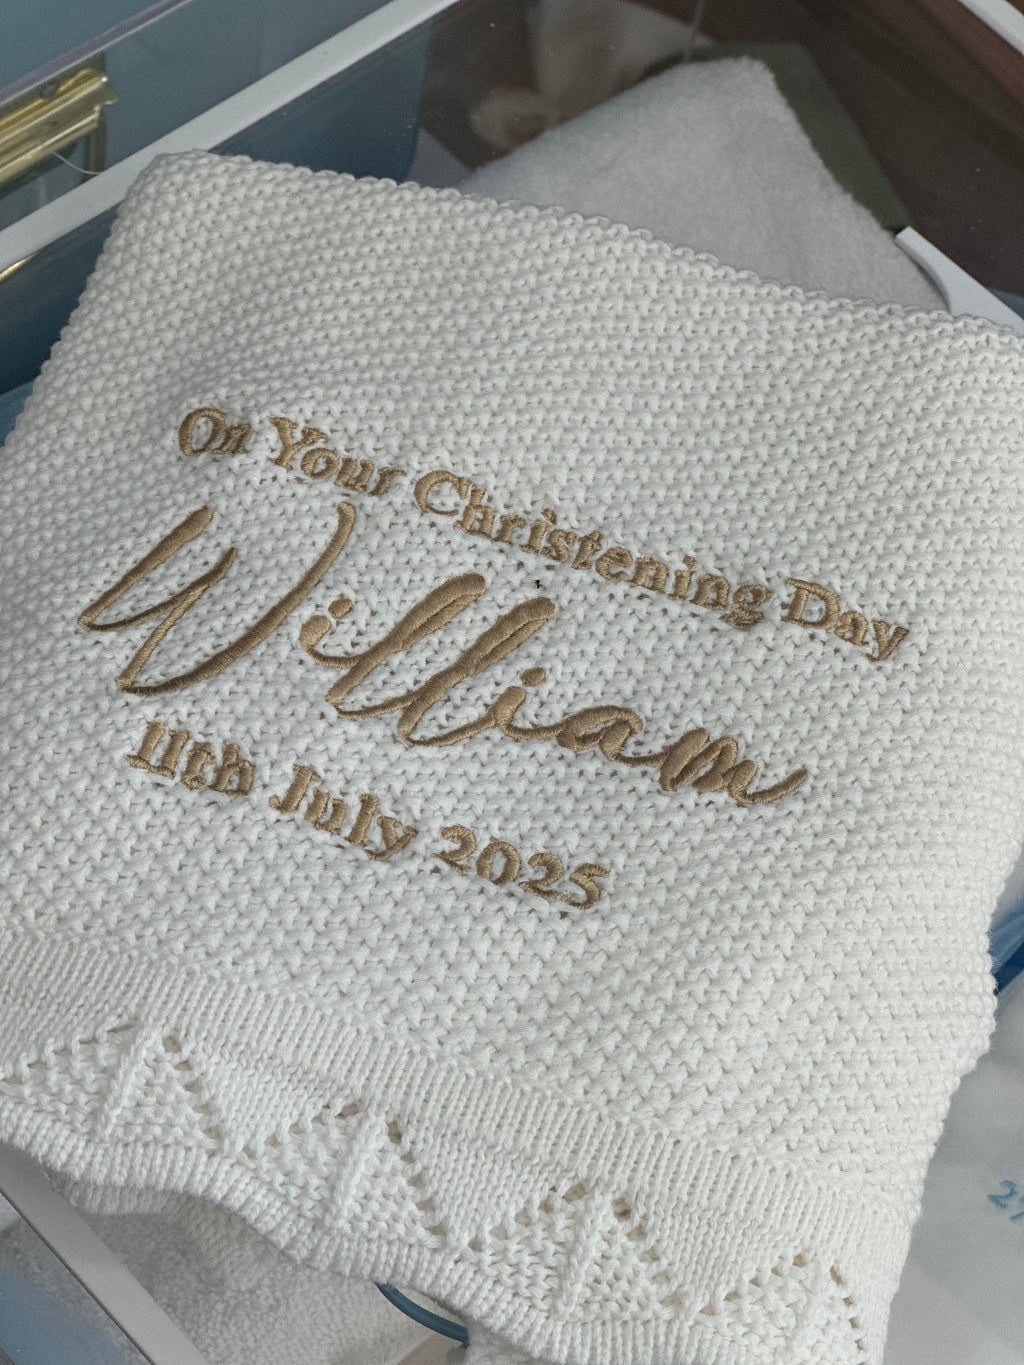 On Your Christening Day
William
11th July 2025